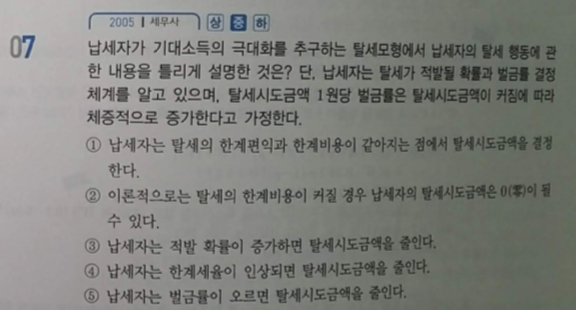 2005 | 세무사 상 중 하
07 납세자가 기대소득의 극대화를 추구하는 탈세모형에서 납세자의 탈세 행동에 관
한 내용을 틀리게 설명한 것은? 단, 납세자는 탈세가 적발될 확률과 벌금률 결정
체계를 알고 있으며, 탈세시도금액 1원당 벌금률은 탈세시도금액이 커짐에 따라
체증적으로 증가한다고 가정한다.
① 납세자는 탈세의 한계편익과 한계비용이 같아지는 점에서 탈세시도금액을 결정
한다.
② 이론적으로는 탈세의 한계비용이 커질 경우 납세자의 탈세시도금액은 0(零)이 될
수 있다.
③ 납세자는 적발 확률이 증가하면 탈세시도금액을 줄인다.
④ 납세자는 한계세율이 인상되면 탈세시도금액을 줄인다.
⑤ 납세자는 벌금률이 오르면 탈세시도금액을 줄인다.